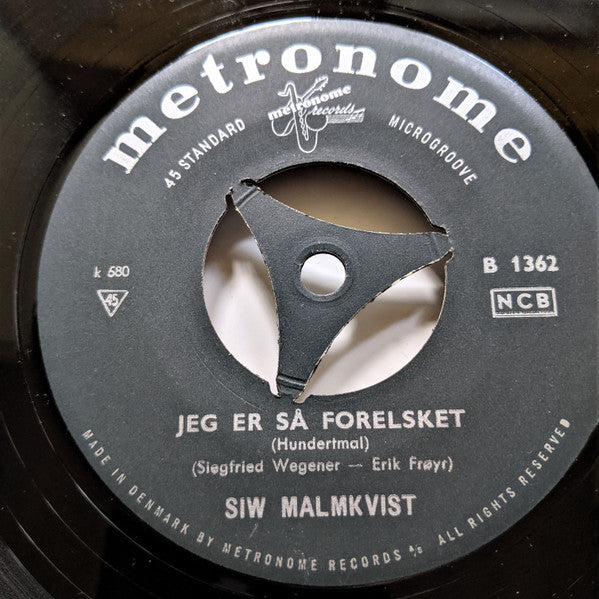 metronome
metronome
records
45 STANDARD
MICROGROOVE
k 580
45
B 1362
NCB
JEG ER SÅ FORELSKET
(Hundertmal)
(Siegfried Wegener — Erik Frøyr)
SIW MALMKVIST
MADE IN DENMARK BY METRONOME RECORDS A/S ALL RIGHTS RESERVED